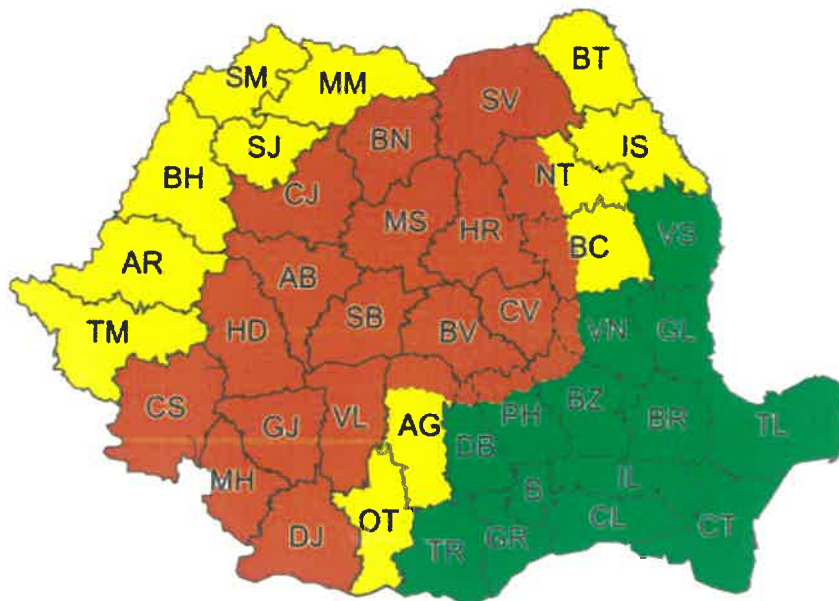 BT
SM
MM
SV
BN
IS
SJ
NT
BH
CJ
MS
HR
BC
VS
AR
AB
SB
CV
TM
HD
BV
VN
GL
CS
VL
AG
PH
BZ
BR
TL
GJ
DB
MH
B
IL
OT
CL
DJ
TR
GR
CT